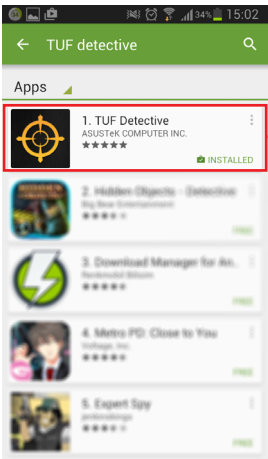 34% 15:02
TUF detective
Apps
1. TUF Detective
ASUSTeK COMPUTER INC.
INSTALLED
2. Hidden Objects - Detective
Big Bear Entertainment
FREE
3. Download Manager for An..
FREE
4. Metro PD: Close to You
Voltage, Inc.
FREE
5. Expert Spy
FREE